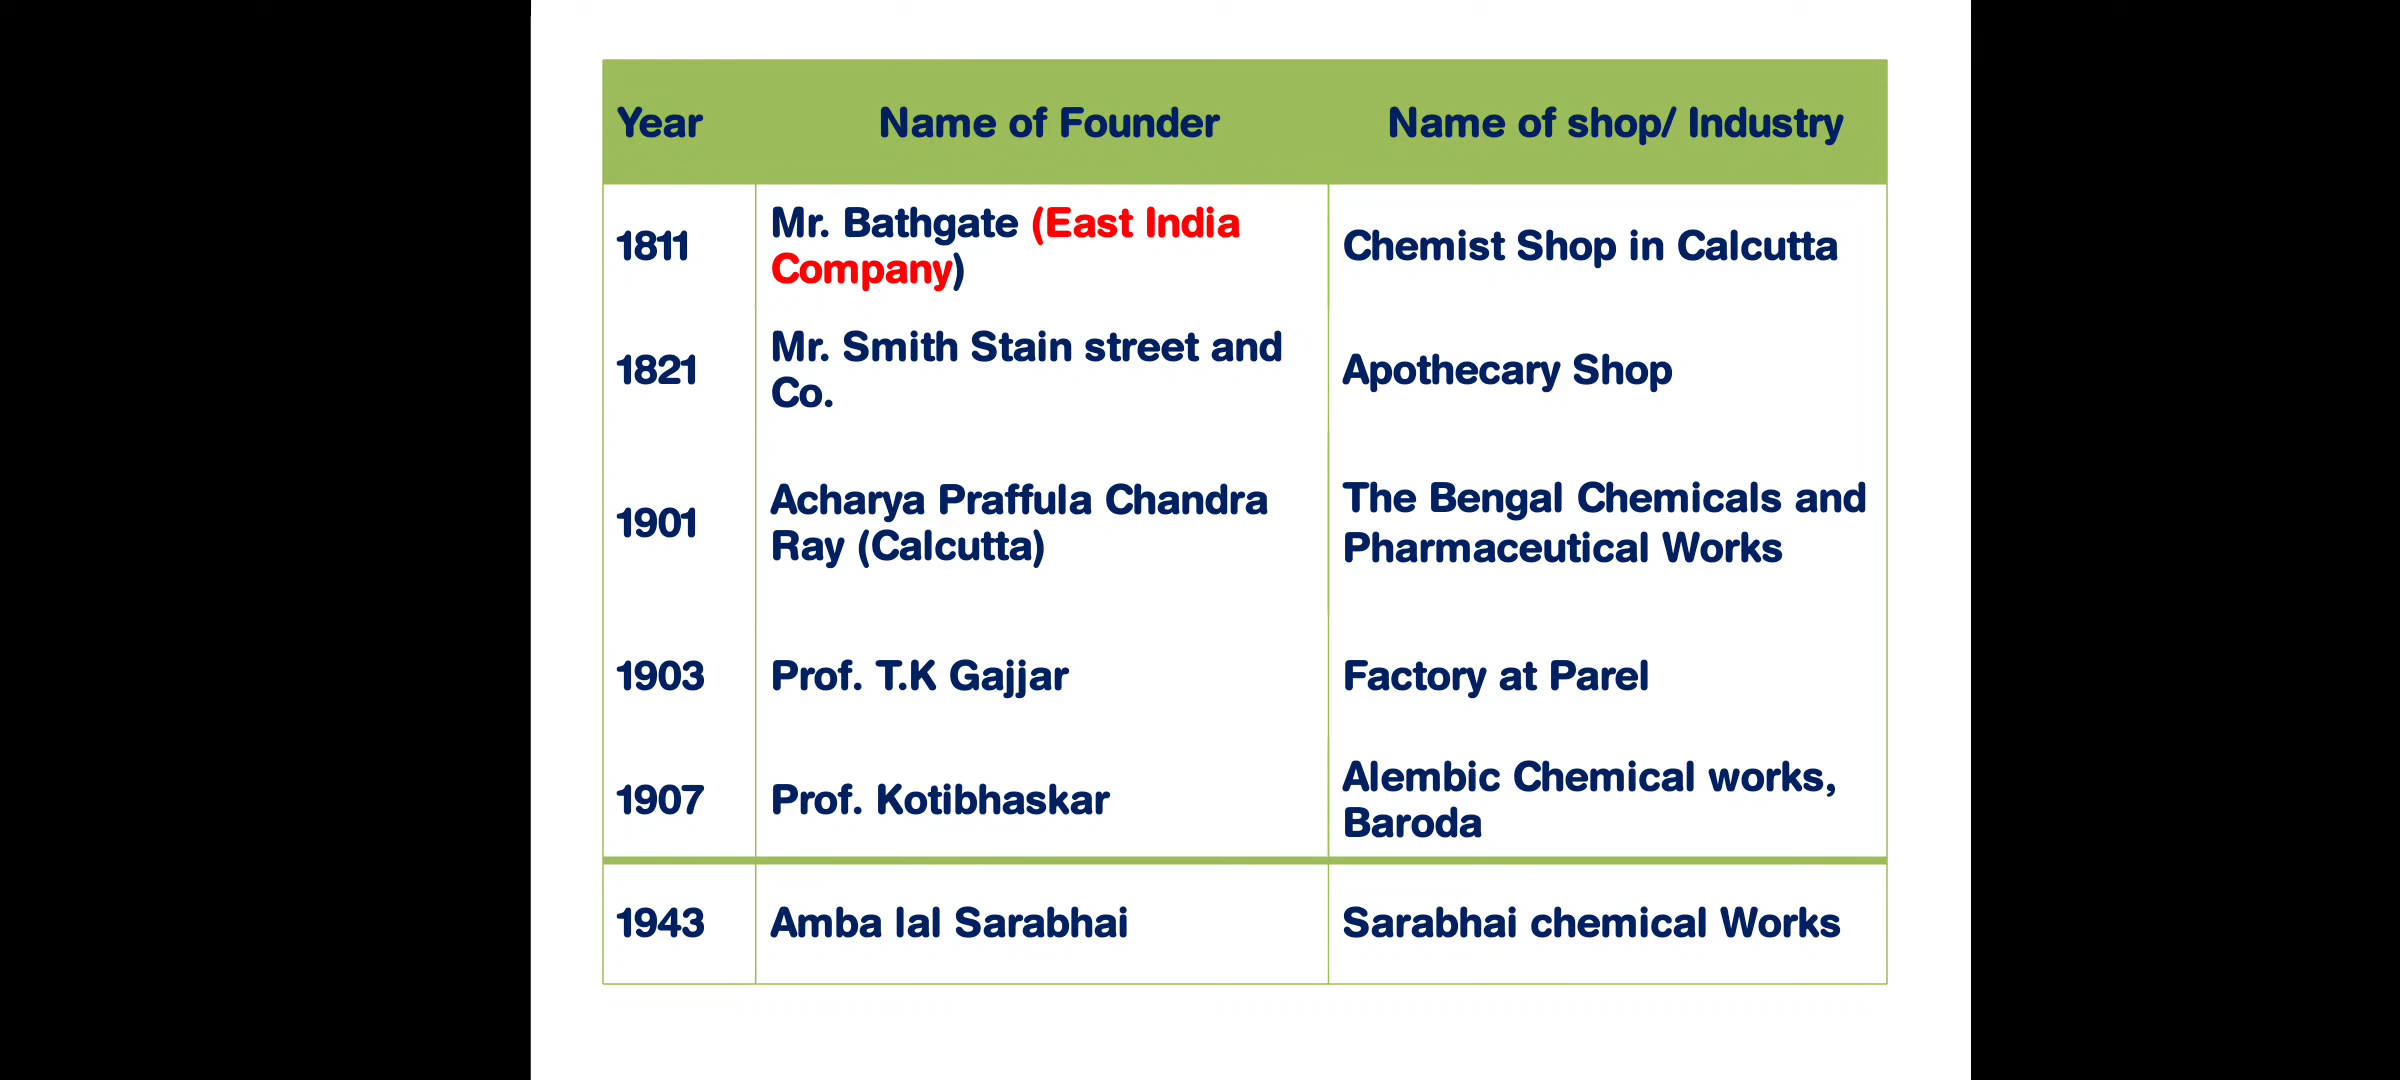 Year Name of Founder Name of shop/ Industry
1811 Mr. Bathgate (East India Company) Chemist Shop in Calcutta
1821 Mr. Smith Stain street and Co. Apothecary Shop
1901 Acharya Praffula Chandra Ray (Calcutta) The Bengal Chemicals and Pharmaceutical Works
1903 Prof. T.K Gajjar Factory at Parel
1907 Prof. Kotibhaskar Alembic Chemical works, Baroda
1943 Amba lal Sarabhai Sarabhai chemical Works